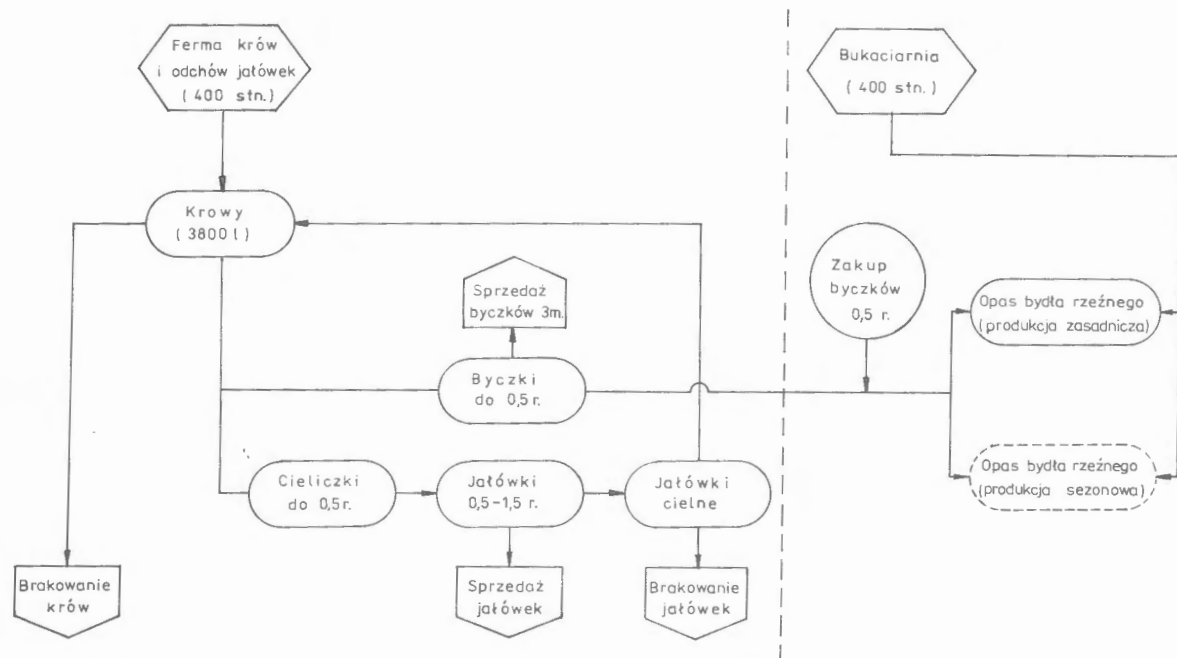 Ferma krów
i odchów jałówek
(400 stn.)
Bukaciarnia
(400 stn.)
Krowy
(3800 l)
Zakup
byczków
0,5 r.
Sprzedaż
byczków 3m.
Opas bydła rzeźnego
(produkcja zasadnicza)
Byczki
do 0,5 r.
Cieliczki
do 0,5 r.
Jałówki
0,5-1,5 r.
Jałówki
cielne
Opas bydła rzeźnego
(produkcja sezonowa)
Brakowanie
krów
Sprzedaż
jałówek
Brakowanie
jałówek